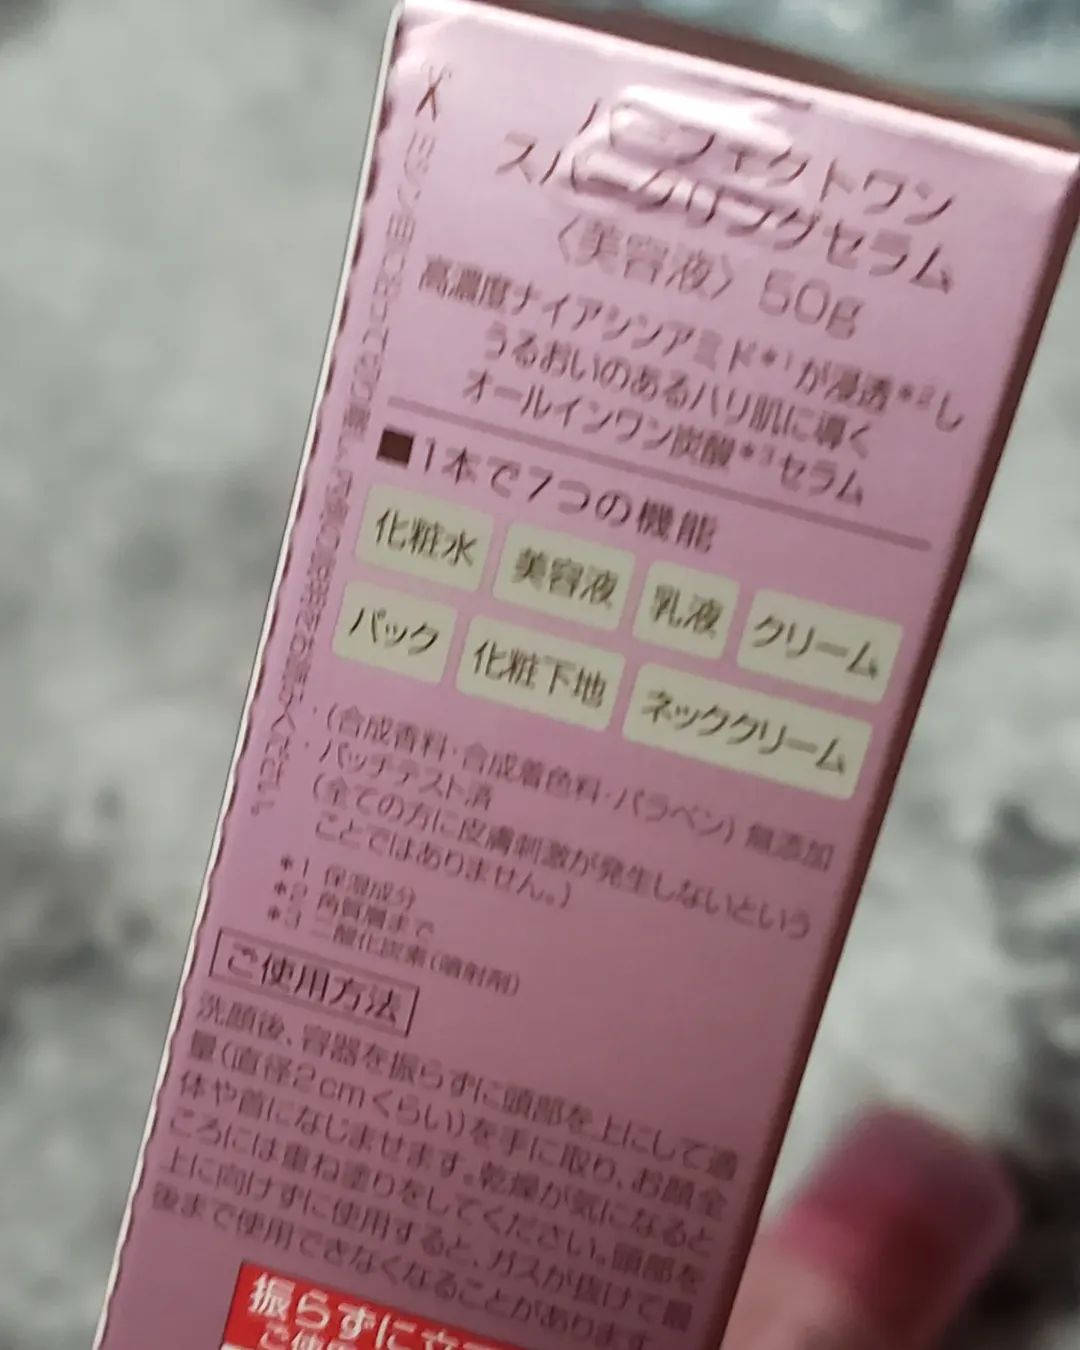 パーフェクトワン
スパークリングセラム
〈美容液〉50g
高濃度ナイアシンアミド*1が浸透*2し
うるおいのあるハリ肌に導く
オールインワン炭酸*3セラム
■1本で7つの機能
化粧水 美容液 乳液 クリーム
パック 化粧下地 ネッククリーム
・(合成香料・合成着色料・パラベン)無添加
・パッチテスト済
(全ての方に皮膚刺激が発生しないという
ことではありません。)
*1 保湿成分
*2 角質層まで
*3 二酸化炭素(噴射剤)
ご使用方法
洗顔後、容器を振らずに頭部を上にして適
量(直径2cmくらい)を手に取り、お顔全
体や首になじませます。乾燥が気になると
ころには重ね塗りをしてください。頭部を
上に向けずに使用すると、ガスが抜けて最
後まで使用できなくなることがあります
振らずに立て
ご使
ミシン目にそって